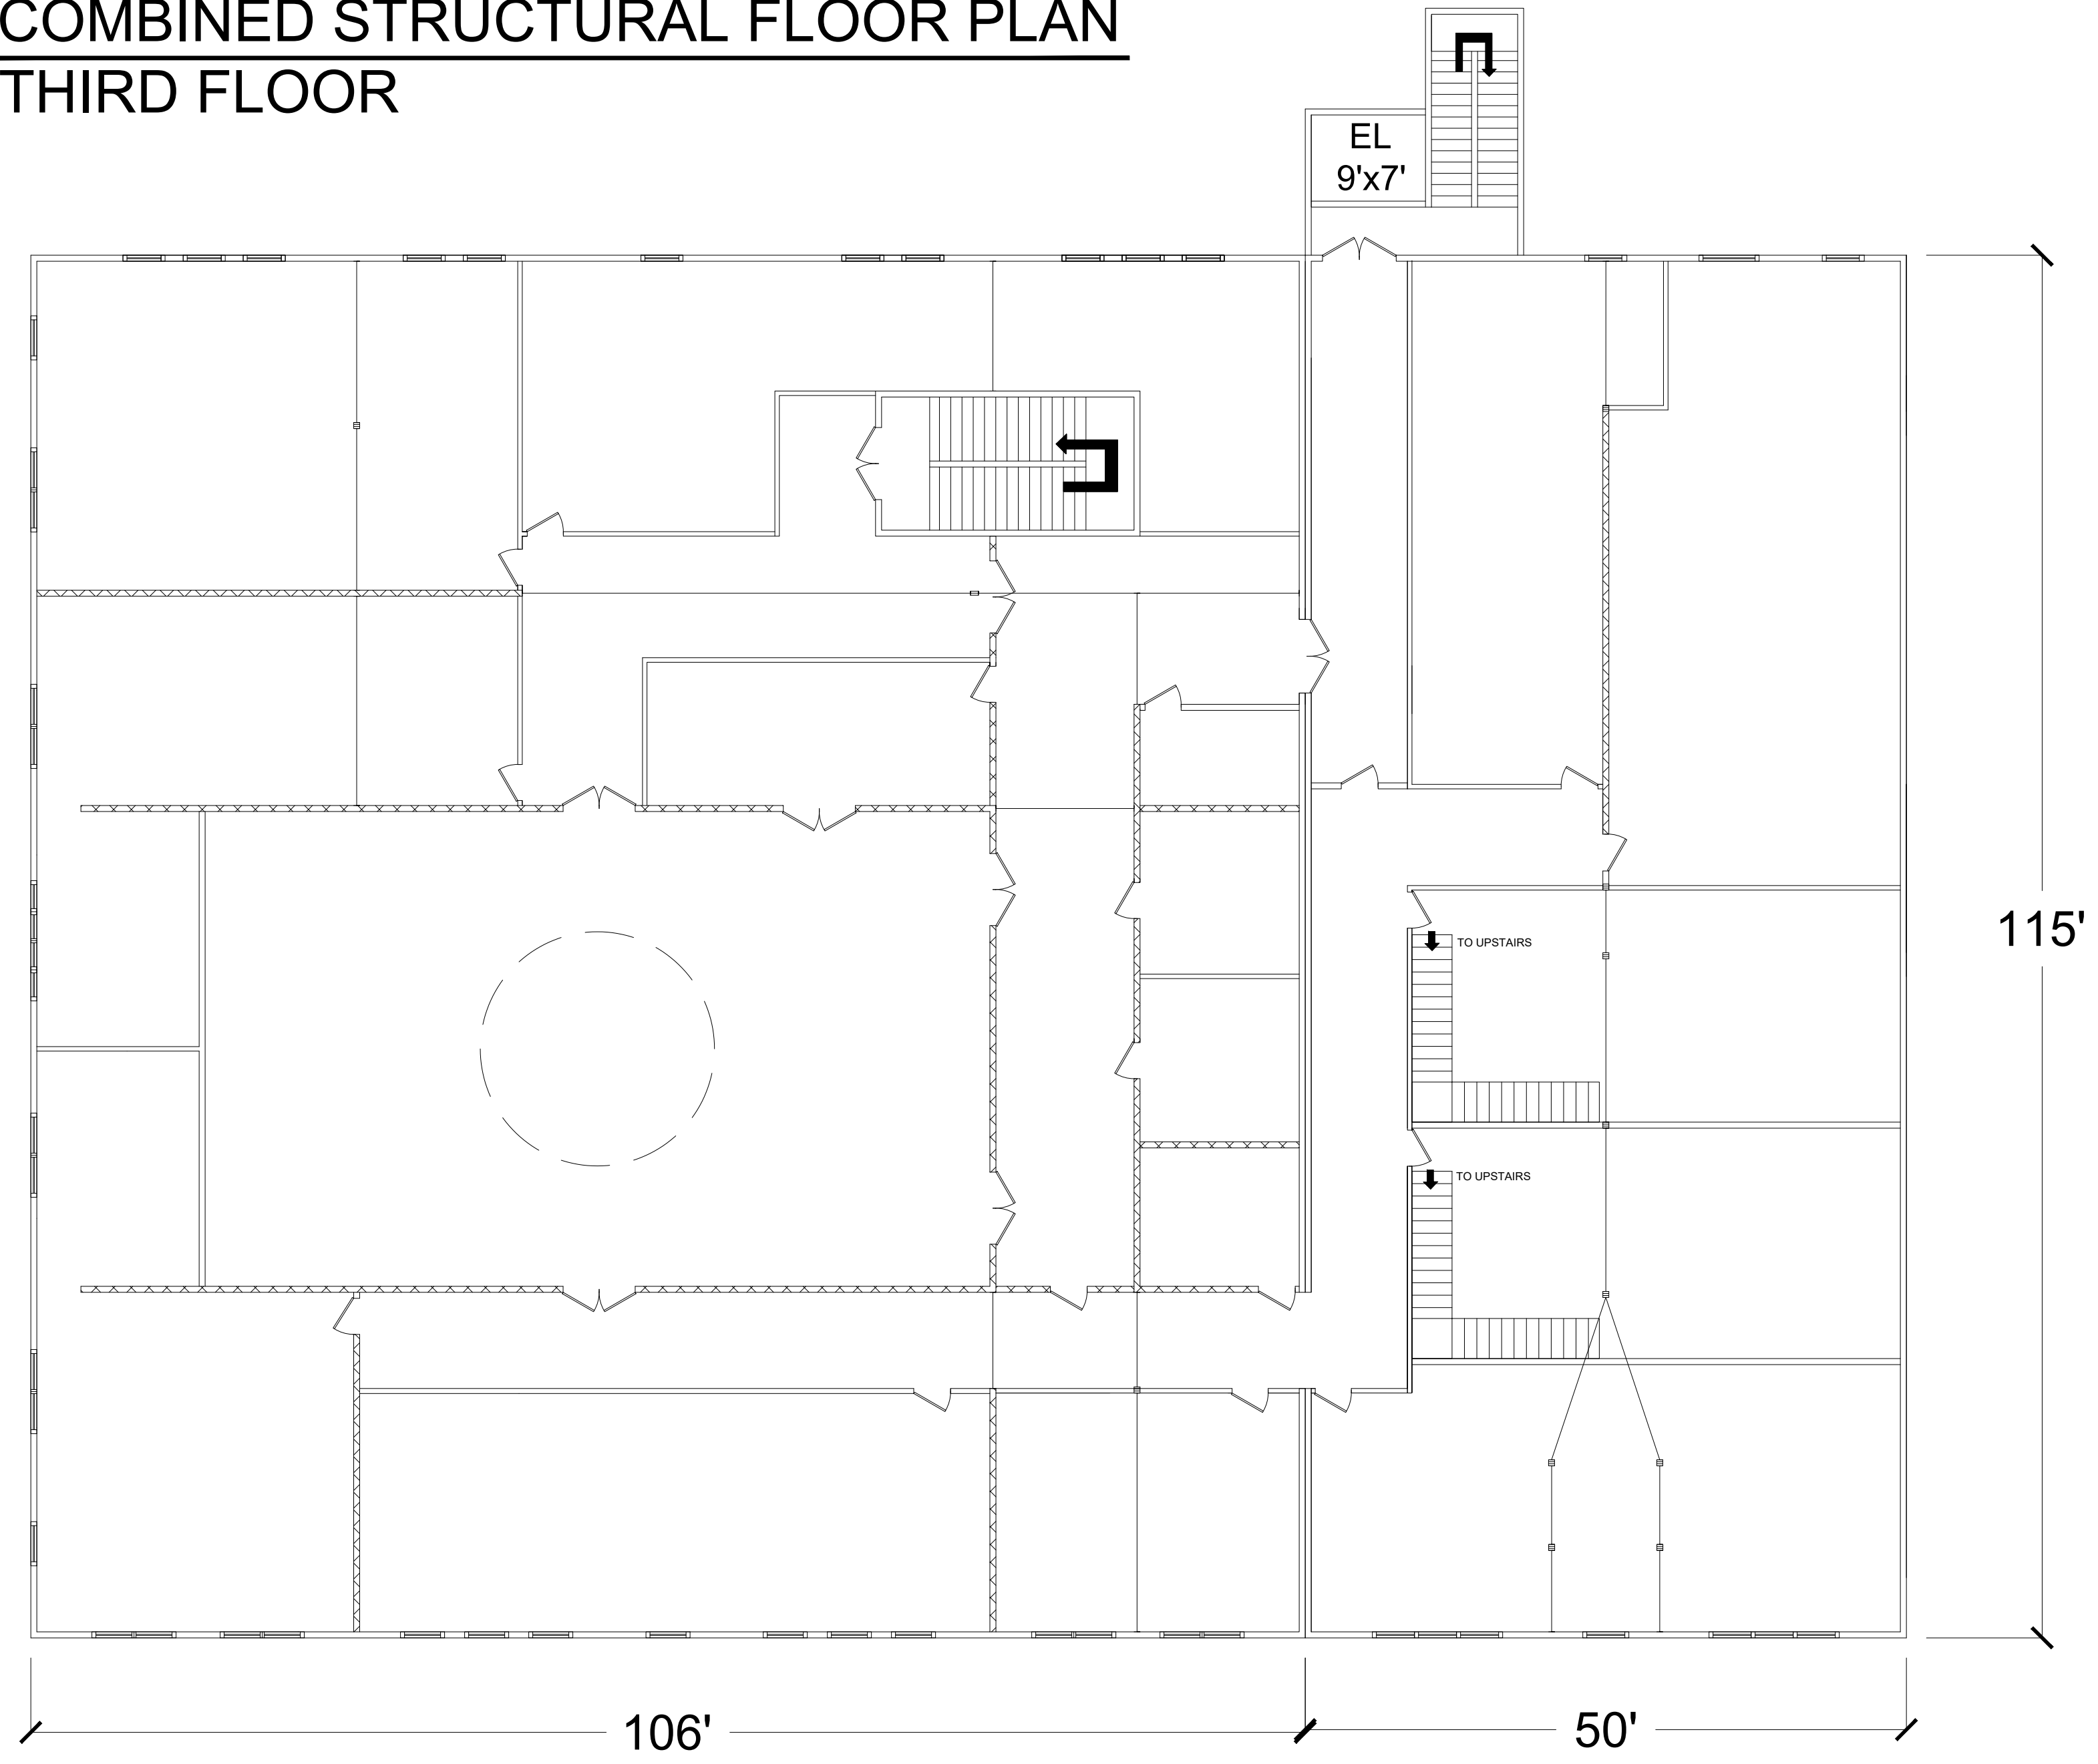 COMBINED STRUCTURAL FLOOR PLAN
THIRD FLOOR
EL
9'x7'
115'
TO UPSTAIRS
TO UPSTAIRS
106'
50'